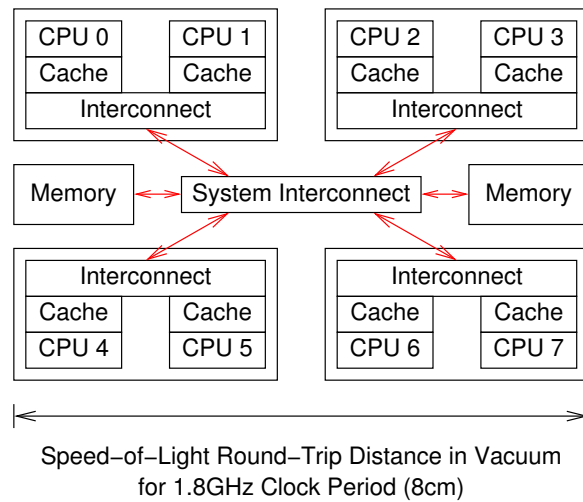 CPU 0 CPU 1 CPU 2 CPU 3
Cache Cache Cache Cache
Interconnect Interconnect
Memory System Interconnect Memory
Interconnect Interconnect
Cache Cache Cache Cache
CPU 4 CPU 5 CPU 6 CPU 7
Speed−of−Light Round−Trip Distance in Vacuum
for 1.8GHz Clock Period (8cm)